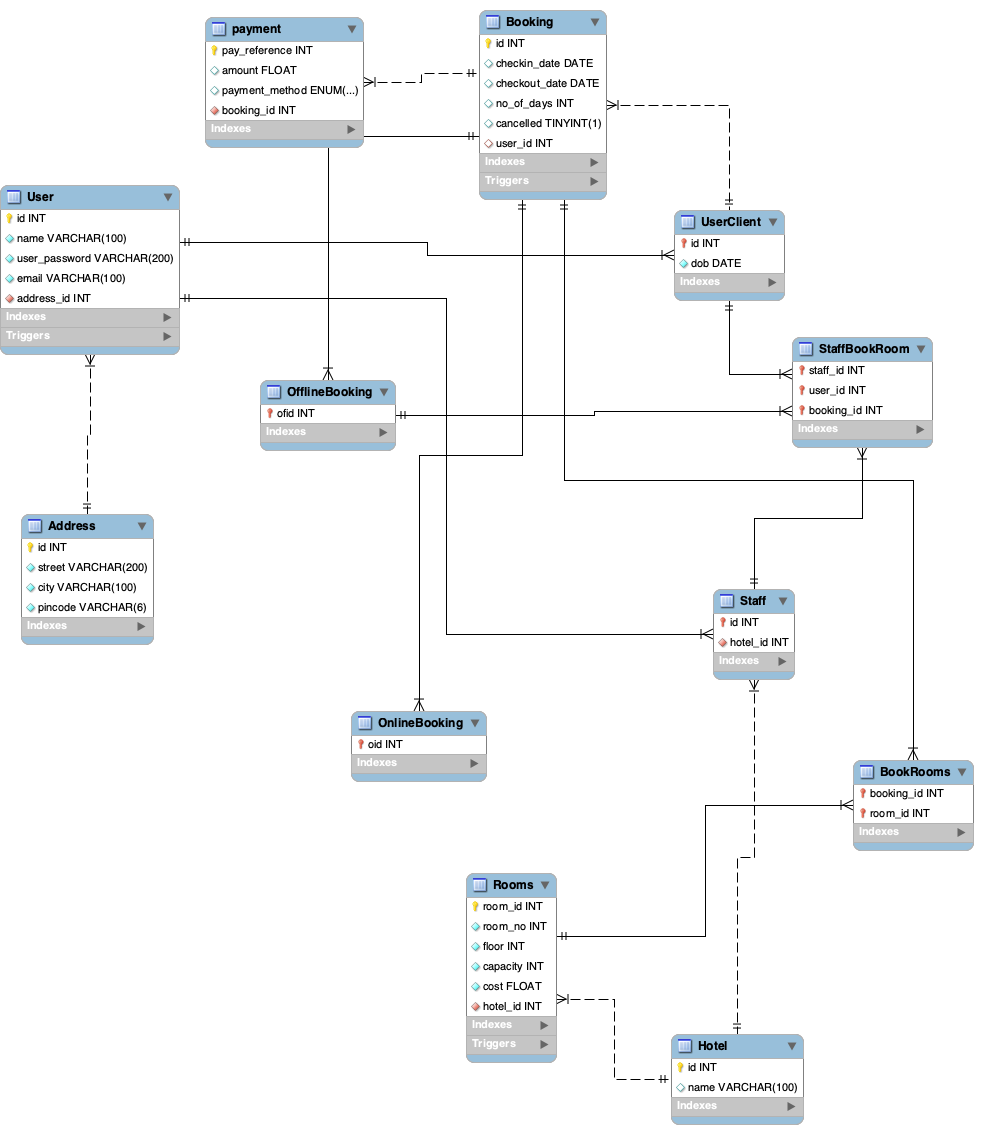 payment
pay_reference INT
amount FLOAT
payment_method ENUM(...)
booking_id INT
Indexes
Booking
id INT
checkin_date DATE
checkout_date DATE
no_of_days INT
cancelled TINYINT(1)
user_id INT
Indexes
Triggers
User
id INT
name VARCHAR(100)
user_password VARCHAR(200)
email VARCHAR(100)
address_id INT
Indexes
Triggers
UserClient
id INT
dob DATE
Indexes
StaffBookRoom
staff_id INT
user_id INT
booking_id INT
Indexes
OfflineBooking
ofid INT
Indexes
Address
id INT
street VARCHAR(200)
city VARCHAR(100)
pincode VARCHAR(6)
Indexes
Staff
id INT
hotel_id INT
Indexes
OnlineBooking
oid INT
Indexes
BookRooms
booking_id INT
room_id INT
Indexes
Rooms
room_id INT
room_no INT
floor INT
capacity INT
cost FLOAT
hotel_id INT
Indexes
Triggers
Hotel
id INT
name VARCHAR(100)
Indexes